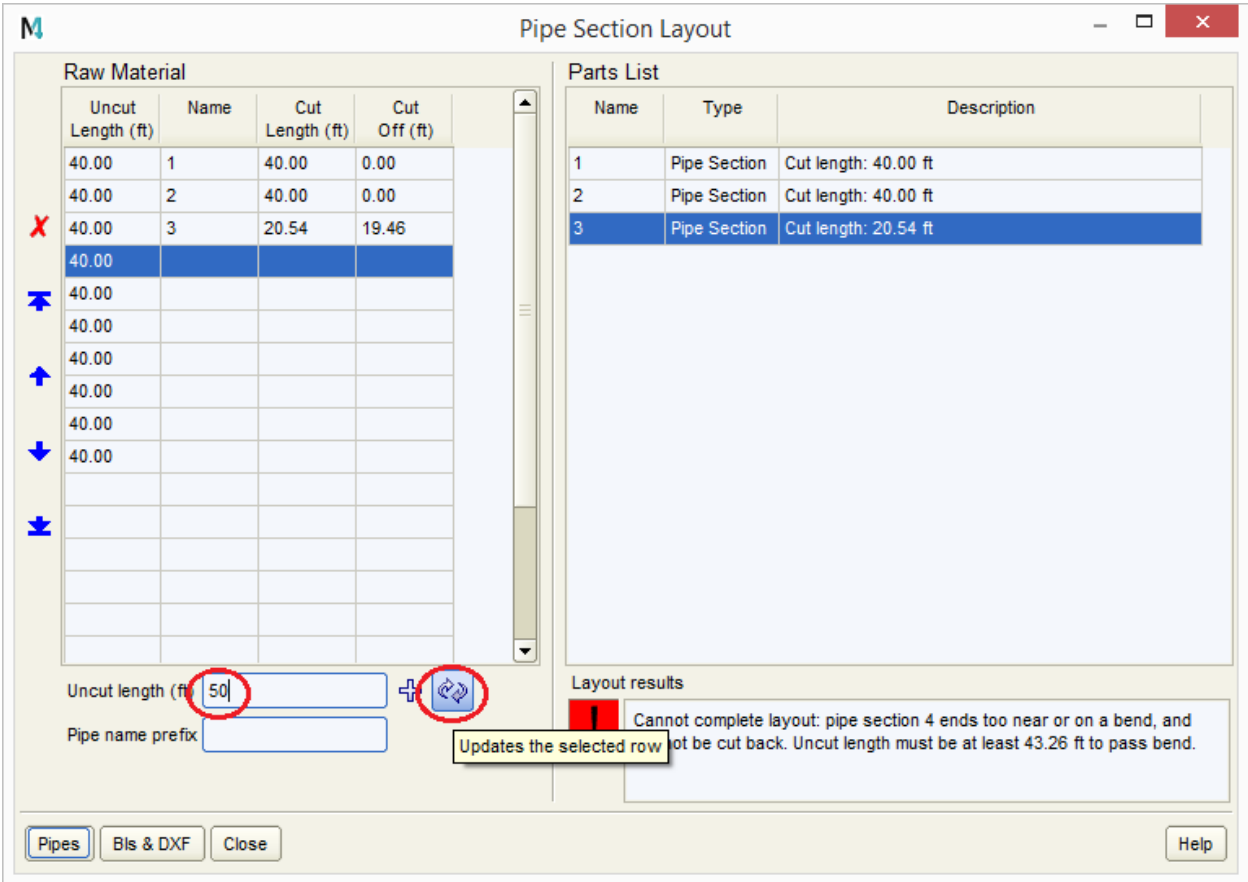 Pipe Section Layout
Raw Material
Uncut Length (ft) Name Cut Length (ft) Cut Off (ft)
40.00 1 40.00 0.00
40.00 2 40.00 0.00
40.00 3 20.54 19.46
40.00
40.00
40.00
40.00
40.00
40.00
40.00
Uncut length (ft) 50
Pipe name prefix
Updates the selected row
Parts List
Name Type Description
1 Pipe Section Cut length: 40.00 ft
2 Pipe Section Cut length: 40.00 ft
3 Pipe Section Cut length: 20.54 ft
Layout results
Cannot complete layout: pipe section 4 ends too near or on a bend, and
be cut back. Uncut length must be at least 43.26 ft to pass bend.
Pipes Bls & DXF Close Help